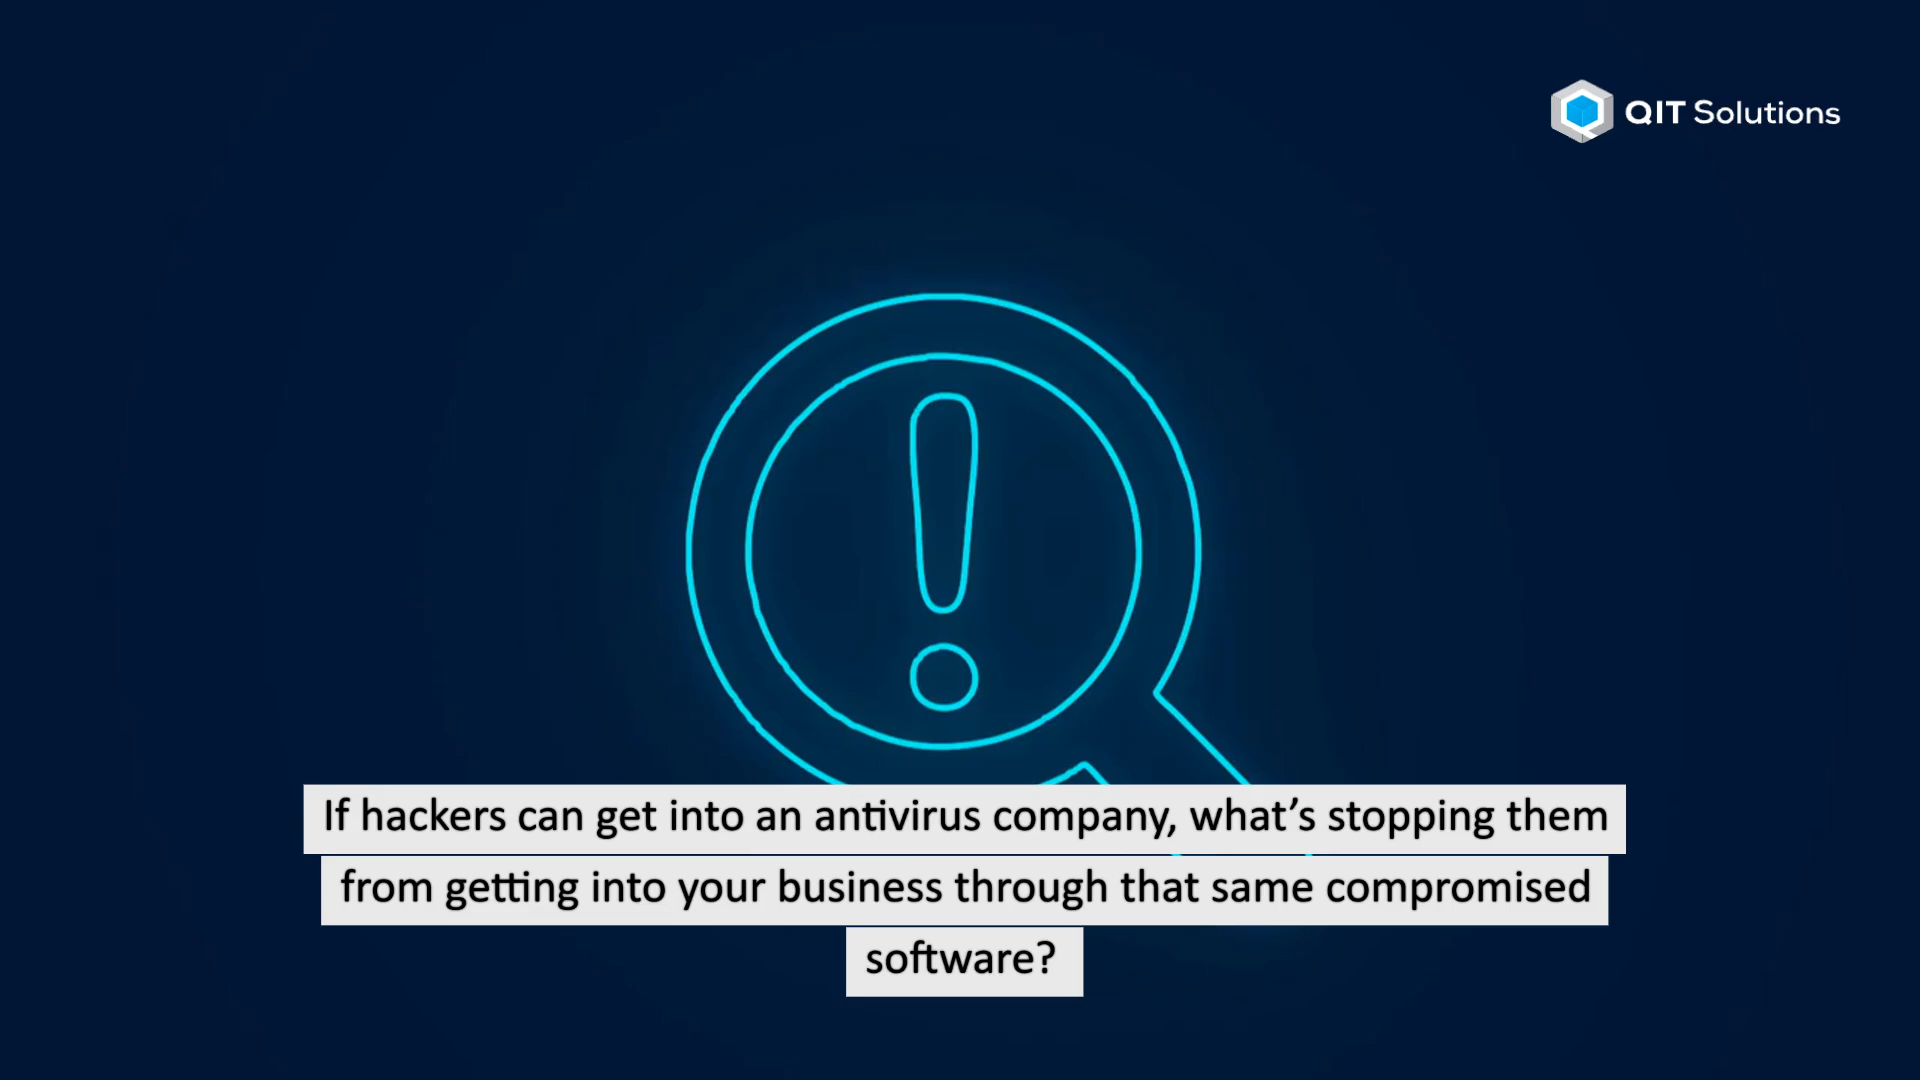 QIT Solutions
If hackers can get into an antivirus company, what’s stopping them
from getting into your business through that same compromised
software?